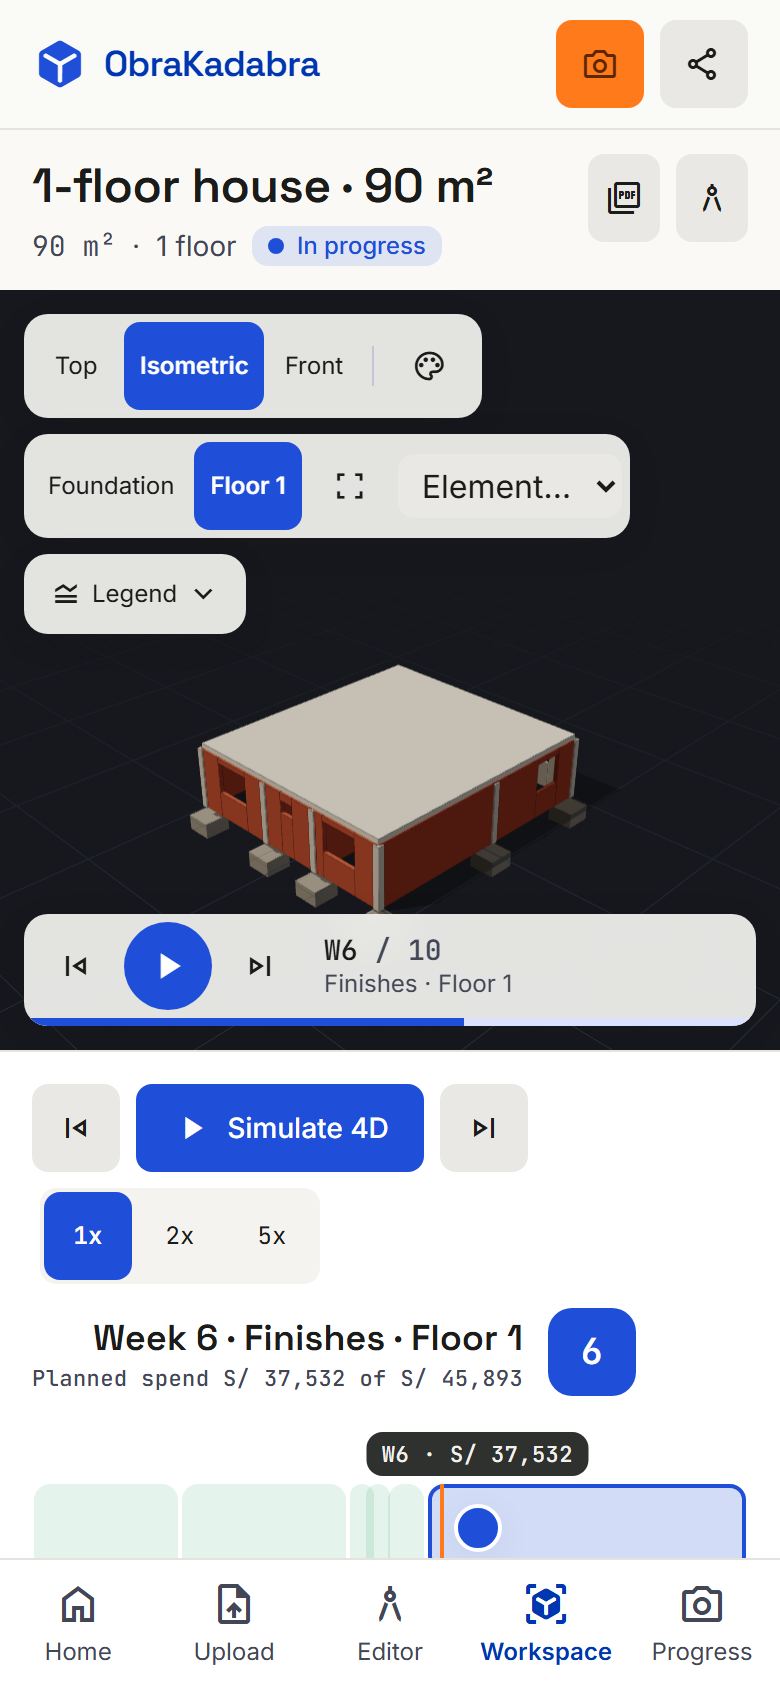 ObraKadabra
1-floor house · 90 m²
PDF
90 m² · 1 floor
In progress
Top Isometric Front
Foundation Floor 1 Element...
Legend
W6 / 10
Finishes · Floor 1
Simulate 4D
1x 2x 5x
Week 6 · Finishes · Floor 1
6
Planned spend S/ 37,532 of S/ 45,893
W6 · S/ 37,532
Home Upload Editor Workspace Progress